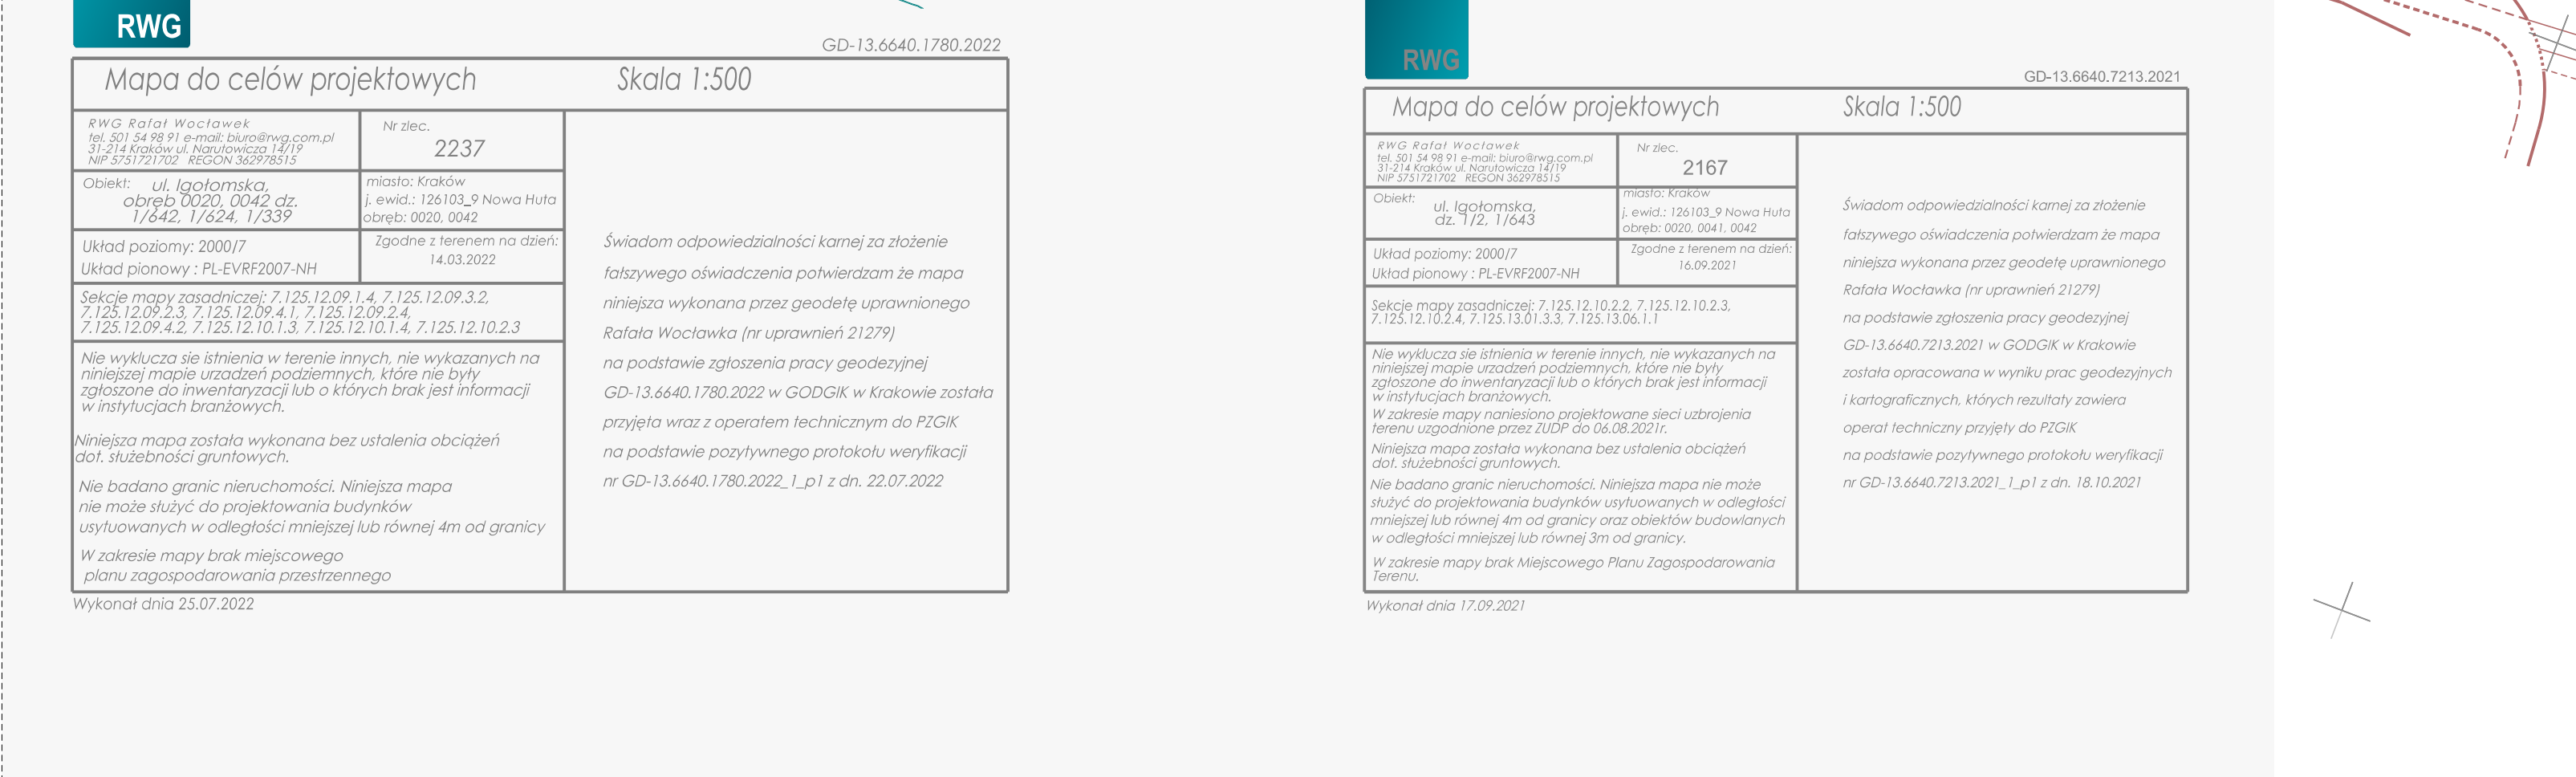 RWG
GD-13.6640.1780.2022
Mapa do celów projektowych Skala 1:500
RWG Rafał Wocławek
tel. 501 54 98 91 e-mail: biuro@rwg.com.pl
31-214 Kraków ul. Narutowicza 14/19
NIP 5751721702 REGON 362978515
Nr zlec.
2237
Obiekt: ul. Igołomska,
obręb 0020, 0042 dz.
1/642, 1/624, 1/339
miasto: Kraków
j. ewid.: 126103_9 Nowa Huta
obręb: 0020, 0042
Układ poziomy: 2000/7
Układ pionowy : PL-EVRF2007-NH
Zgodne z terenem na dzień:
14.03.2022
Sekcje mapy zasadniczej: 7.125.12.09.1.4, 7.125.12.09.3.2,
7.125.12.09.2.3, 7.125.12.09.4.1, 7.125.12.09.2.4,
7.125.12.09.4.2, 7.125.12.10.1.3, 7.125.12.10.1.4, 7.125.12.10.2.3
Nie wyklucza sie istnienia w terenie innych, nie wykazanych na
niniejszej mapie urzadzeń podziemnych, które nie były
zgłoszone do inwentaryzacji lub o których brak jest informacji
w instytucjach branżowych.
Niniejsza mapa została wykonana bez ustalenia obciążeń
dot. służebności gruntowych.
Nie badano granic nieruchomości. Niniejsza mapa
nie może służyć do projektowania budynków
usytuowanych w odległości mniejszej lub równej 4m od granicy
W zakresie mapy brak miejscowego
planu zagospodarowania przestrzennego
Świadom odpowiedzialności karnej za złożenie
fałszywego oświadczenia potwierdzam że mapa
niniejsza wykonana przez geodetę uprawnionego
Rafała Wocławka (nr uprawnień 21279)
na podstawie zgłoszenia pracy geodezyjnej
GD-13.6640.1780.2022 w GODGIK w Krakowie została
przyjęta wraz z operatem technicznym do PZGIK
na podstawie pozytywnego protokołu weryfikacji
nr GD-13.6640.1780.2022_1_p1 z dn. 22.07.2022
Wykonał dnia 25.07.2022
RWG
GD-13.6640.7213.2021
Mapa do celów projektowych Skala 1:500
RWG Rafał Wocławek
tel. 501 54 98 91 e-mail: biuro@rwg.com.pl
31-214 Kraków ul. Narutowicza 14/19
NIP 5751721702 REGON 362978515
Nr zlec.
2167
Obiekt: ul. Igołomska,
dz. 1/2, 1/643
miasto: Kraków
j. ewid.: 126103_9 Nowa Huta
obręb: 0020, 0041, 0042
Układ poziomy: 2000/7
Układ pionowy : PL-EVRF2007-NH
Zgodne z terenem na dzień:
16.09.2021
Sekcje mapy zasadniczej: 7.125.12.10.2.2, 7.125.12.10.2.3,
7.125.12.10.2.4, 7.125.13.01.3.3, 7.125.13.06.1.1
Nie wyklucza sie istnienia w terenie innych, nie wykazanych na
niniejszej mapie urzadzeń podziemnych, które nie były
zgłoszone do inwentaryzacji lub o których brak jest informacji
w instytucjach branżowych.
W zakresie mapy naniesiono projektowane sieci uzbrojenia
terenu uzgodnione przez ZUDP do 06.08.2021r.
Niniejsza mapa została wykonana bez ustalenia obciążeń
dot. służebności gruntowych.
Nie badano granic nieruchomości. Niniejsza mapa nie może
służyć do projektowania budynków usytuowanych w odległości
mniejszej lub równej 4m od granicy oraz obiektów budowlanych
w odległości mniejszej lub równej 3m od granicy.
W zakresie mapy brak Miejscowego Planu Zagospodarowania
Terenu.
Świadom odpowiedzialności karnej za złożenie
fałszywego oświadczenia potwierdzam że mapa
niniejsza wykonana przez geodetę uprawnionego
Rafała Wocławka (nr uprawnień 21279)
na podstawie zgłoszenia pracy geodezyjnej
GD-13.6640.7213.2021 w GODGIK w Krakowie
została opracowana w wyniku prac geodezyjnych
i kartograficznych, których rezultaty zawiera
operat techniczny przyjęty do PZGIK
na podstawie pozytywnego protokołu weryfikacji
nr GD-13.6640.7213.2021_1_p1 z dn. 18.10.2021
Wykonał dnia 17.09.2021